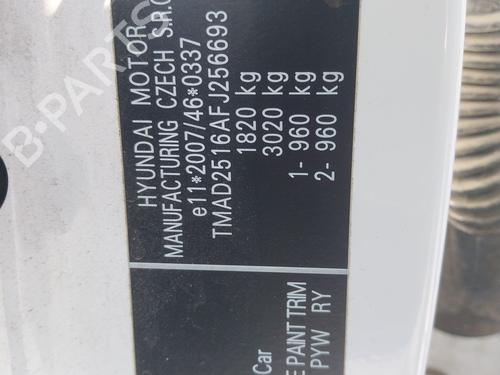 HYUNDAI MOTOR
MANUFACTURING CZECH S.R.O
e11*2007/46*0337
TMAD2516AFJ256693
1820 kg
3020 kg
1- 960 kg
2- 960 kg
Car
E PAINT TRIM
PYW RY